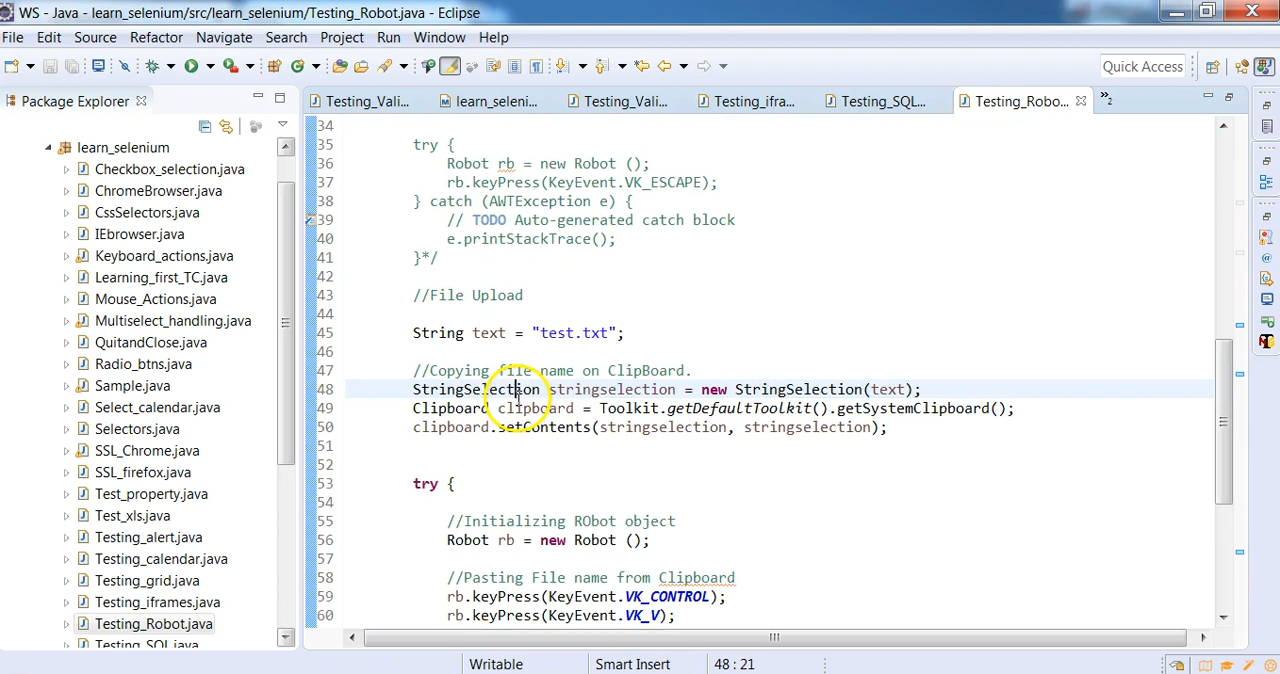 WS - Java - learn_selenium/src/learn_selenium/Testing_Robot.java - Eclipse
File Edit Source Refactor Navigate Search Project Run Window Help
Quick Access
Package Explorer
Testing_Vali... learn_seleni... Testing_Vali... Testing_ifra... Testing_SQL... Testing_Robo... »2
learn_selenium
Checkbox_selection.java
ChromeBrowser.java
CssSelectors.java
IEbrowser.java
Keyboard_actions.java
Learning_first_TC.java
Mouse_Actions.java
Multiselect_handling.java
QuitandClose.java
Radio_btns.java
Sample.java
Select_calendar.java
Selectors.java
SSL_Chrome.java
SSL_firefox.java
Test_property.java
Test_xls.java
Testing_alert.java
Testing_calendar.java
Testing_grid.java
Testing_iframes.java
Testing_Robot.java
Testing_SQL.java
34
35 try {
36 Robot rb = new Robot ();
37 rb.keyPress(KeyEvent.VK_ESCAPE);
38 } catch (AWTException e) {
39 // TODO Auto-generated catch block
40 e.printStackTrace();
41 }*/
42
43 //File Upload
44
45 String text = "test.txt";
46
47 //Copying file name on ClipBoard.
48 StringSelection stringselection = new StringSelection(text);
49 Clipboard clipboard = Toolkit.getDefaultToolkit().getSystemClipboard();
50 clipboard.setContents(stringselection, stringselection);
51
52
53 try {
54
55 //Initializing RObot object
56 Robot rb = new Robot ();
57
58 //Pasting File name from Clipboard
59 rb.keyPress(KeyEvent.VK_CONTROL);
60 rb.keyPress(KeyEvent.VK_V);
Writable Smart Insert 48 : 21